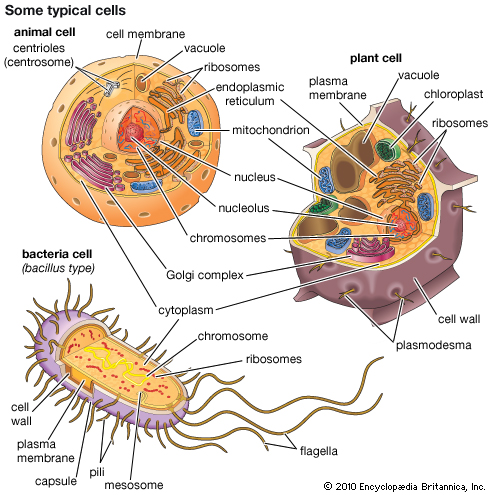 Some typical cells
animal cell
centrioles
(centrosome)
cell membrane
vacuole
ribosomes
endoplasmic
reticulum
mitochondrion
nucleus
nucleolus
chromosomes
Golgi complex
cytoplasm
plant cell
plasma
membrane
vacuole
chloroplast
ribosomes
cell wall
plasmodesma
bacteria cell
(bacillus type)
chromosome
ribosomes
cell
wall
plasma
membrane
capsule
pili
mesosome
flagella
© 2010 Encyclopædia Britannica, Inc.